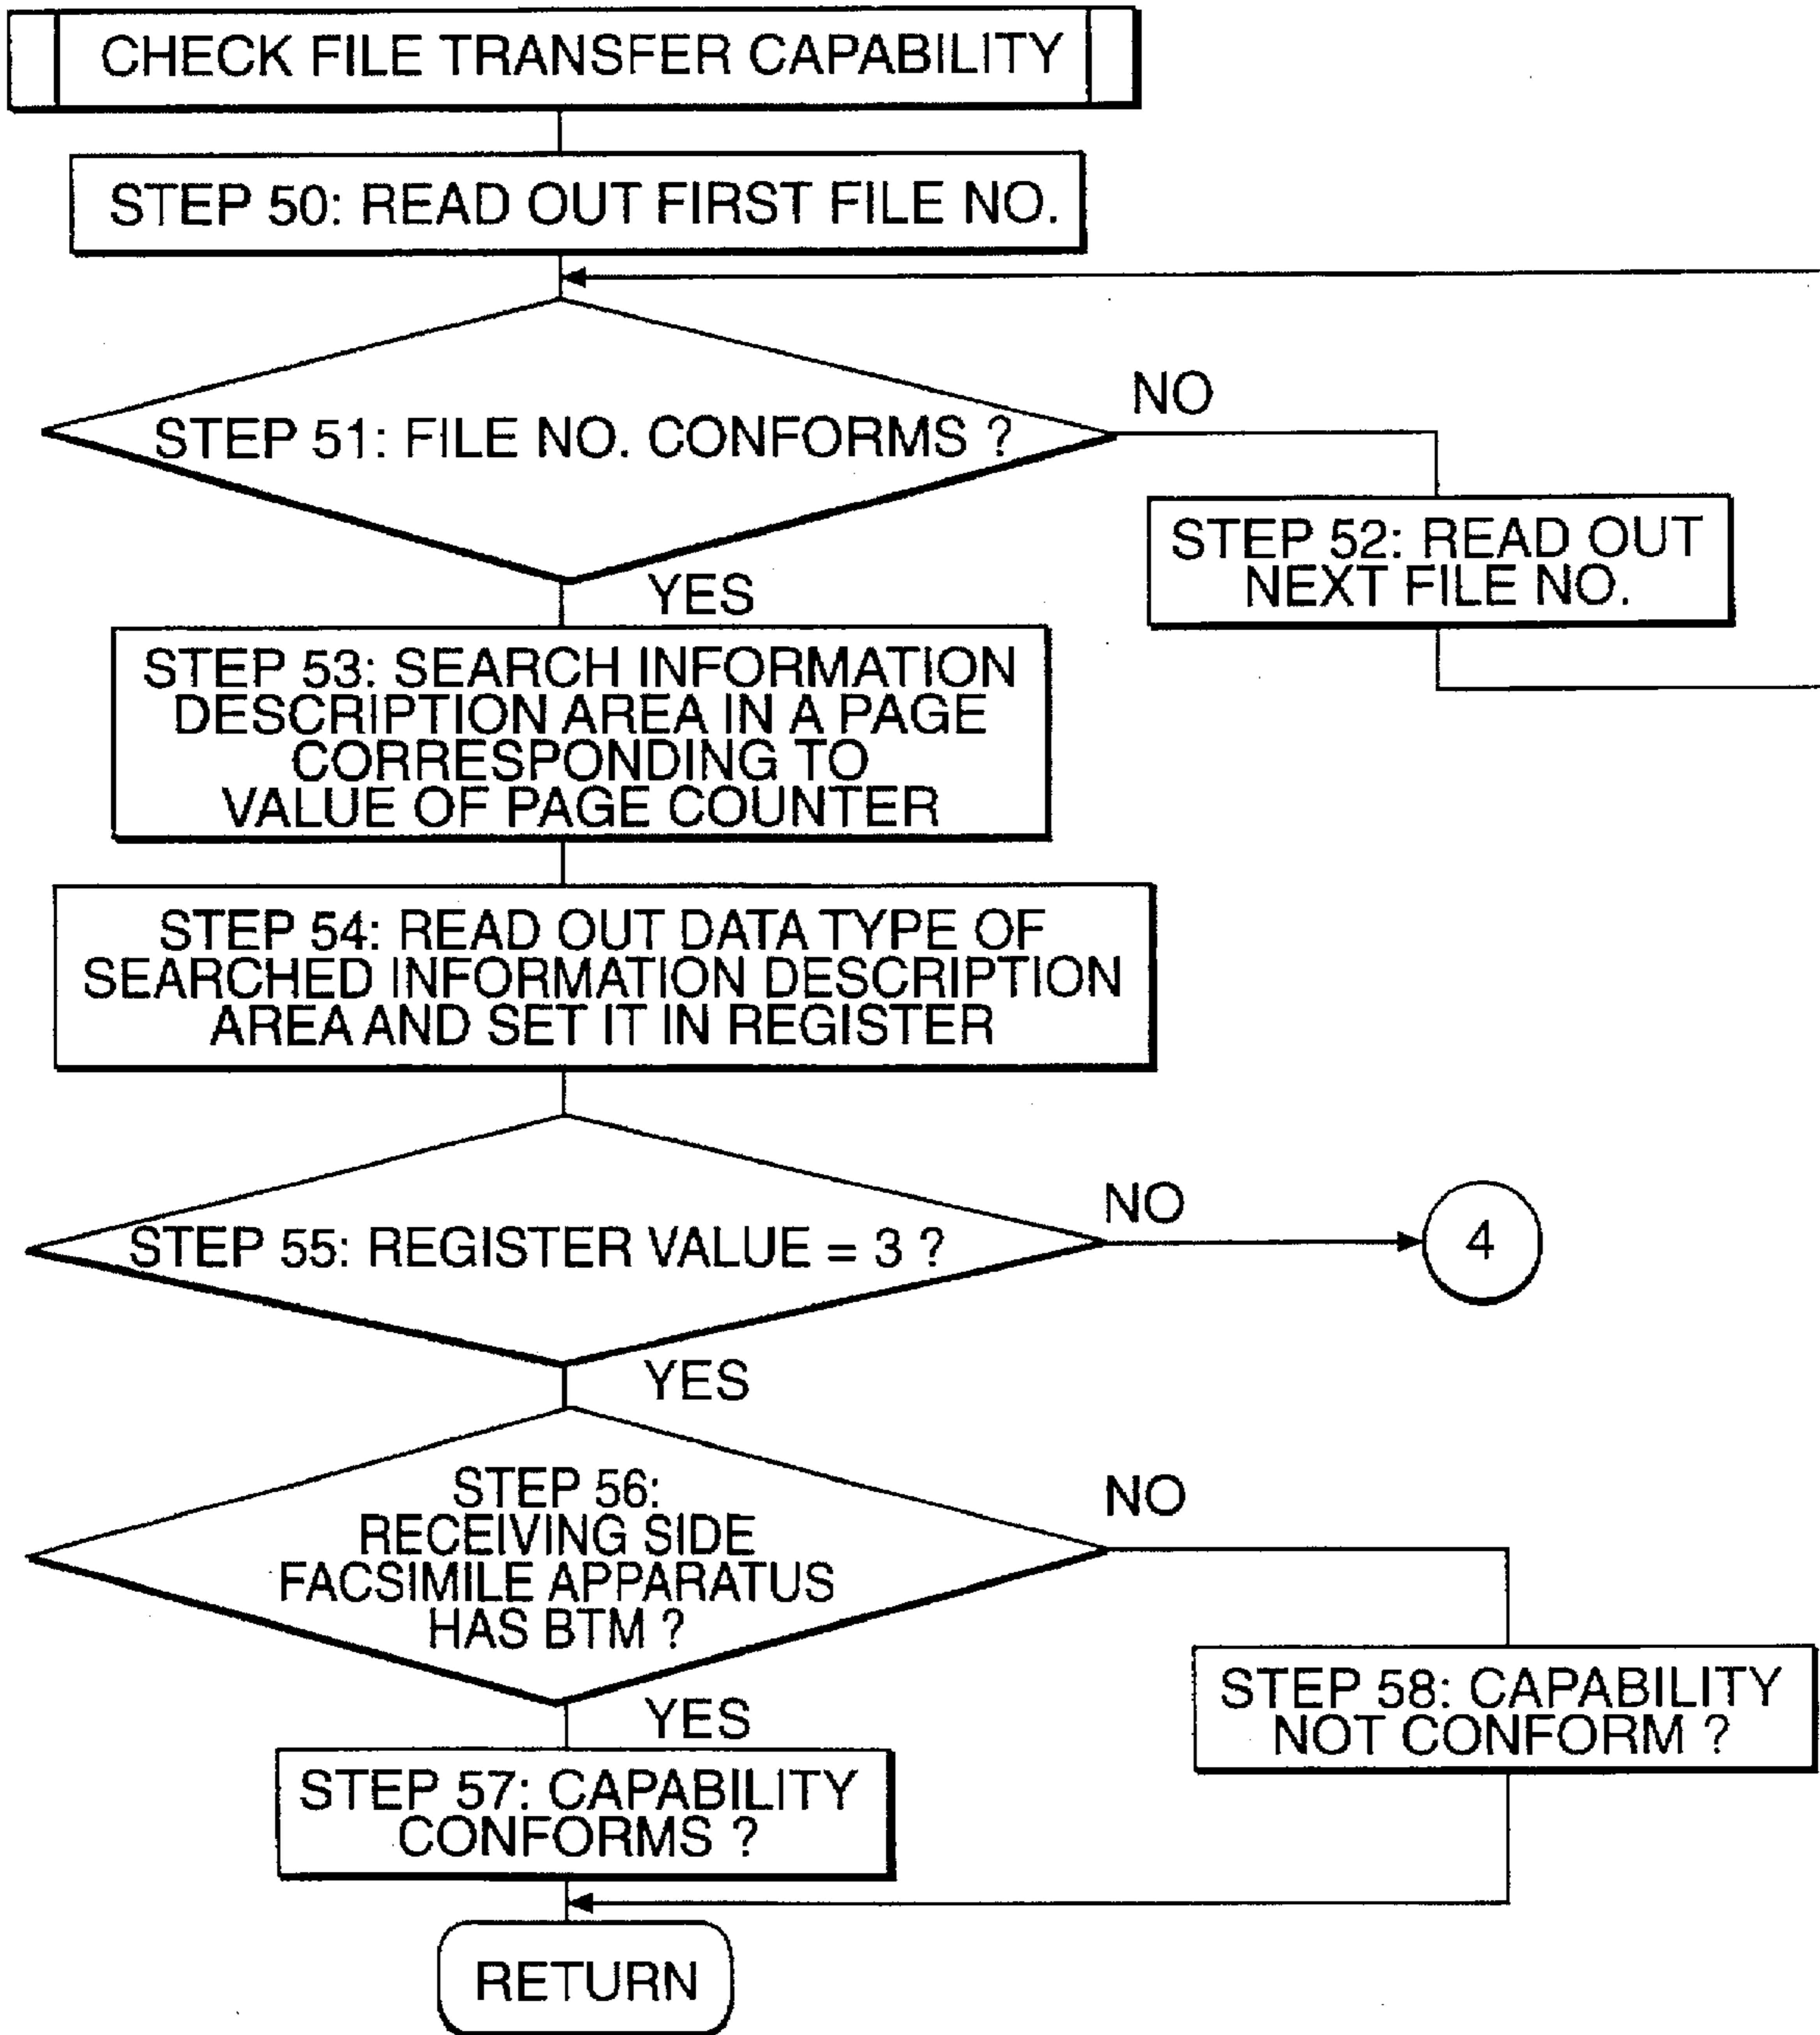 CHECK FILE TRANSFER CAPABILITY
STEP 50: READ OUT FIRST FILE NO.
STEP 51: FILE NO. CONFORMS ?
NO
STEP 52: READ OUT
NEXT FILE NO.
YES
STEP 53: SEARCH INFORMATION
DESCRIPTION AREA IN A PAGE
CORRESPONDING TO
VALUE OF PAGE COUNTER
STEP 54: READ OUT DATA TYPE OF
SEARCHED INFORMATION DESCRIPTION
AREA AND SET IT IN REGISTER
STEP 55: REGISTER VALUE = 3 ?
NO
4
YES
STEP 56:
RECEIVING SIDE
FACSIMILE APPARATUS
HAS BTM ?
NO
STEP 58: CAPABILITY
NOT CONFORM ?
YES
STEP 57: CAPABILITY
CONFORMS ?
RETURN